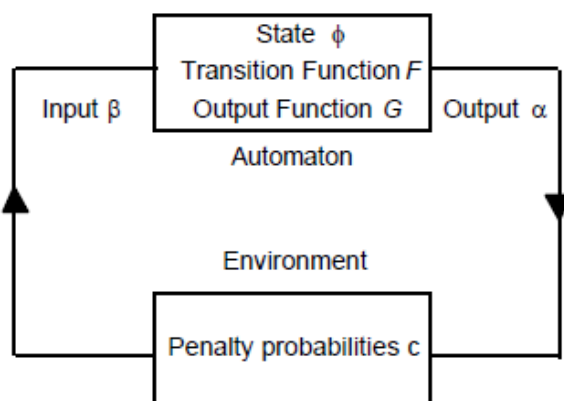 State ϕ
Transition Function F
Input β
Output Function G
Output α
Automaton
Environment
Penalty probabilities c